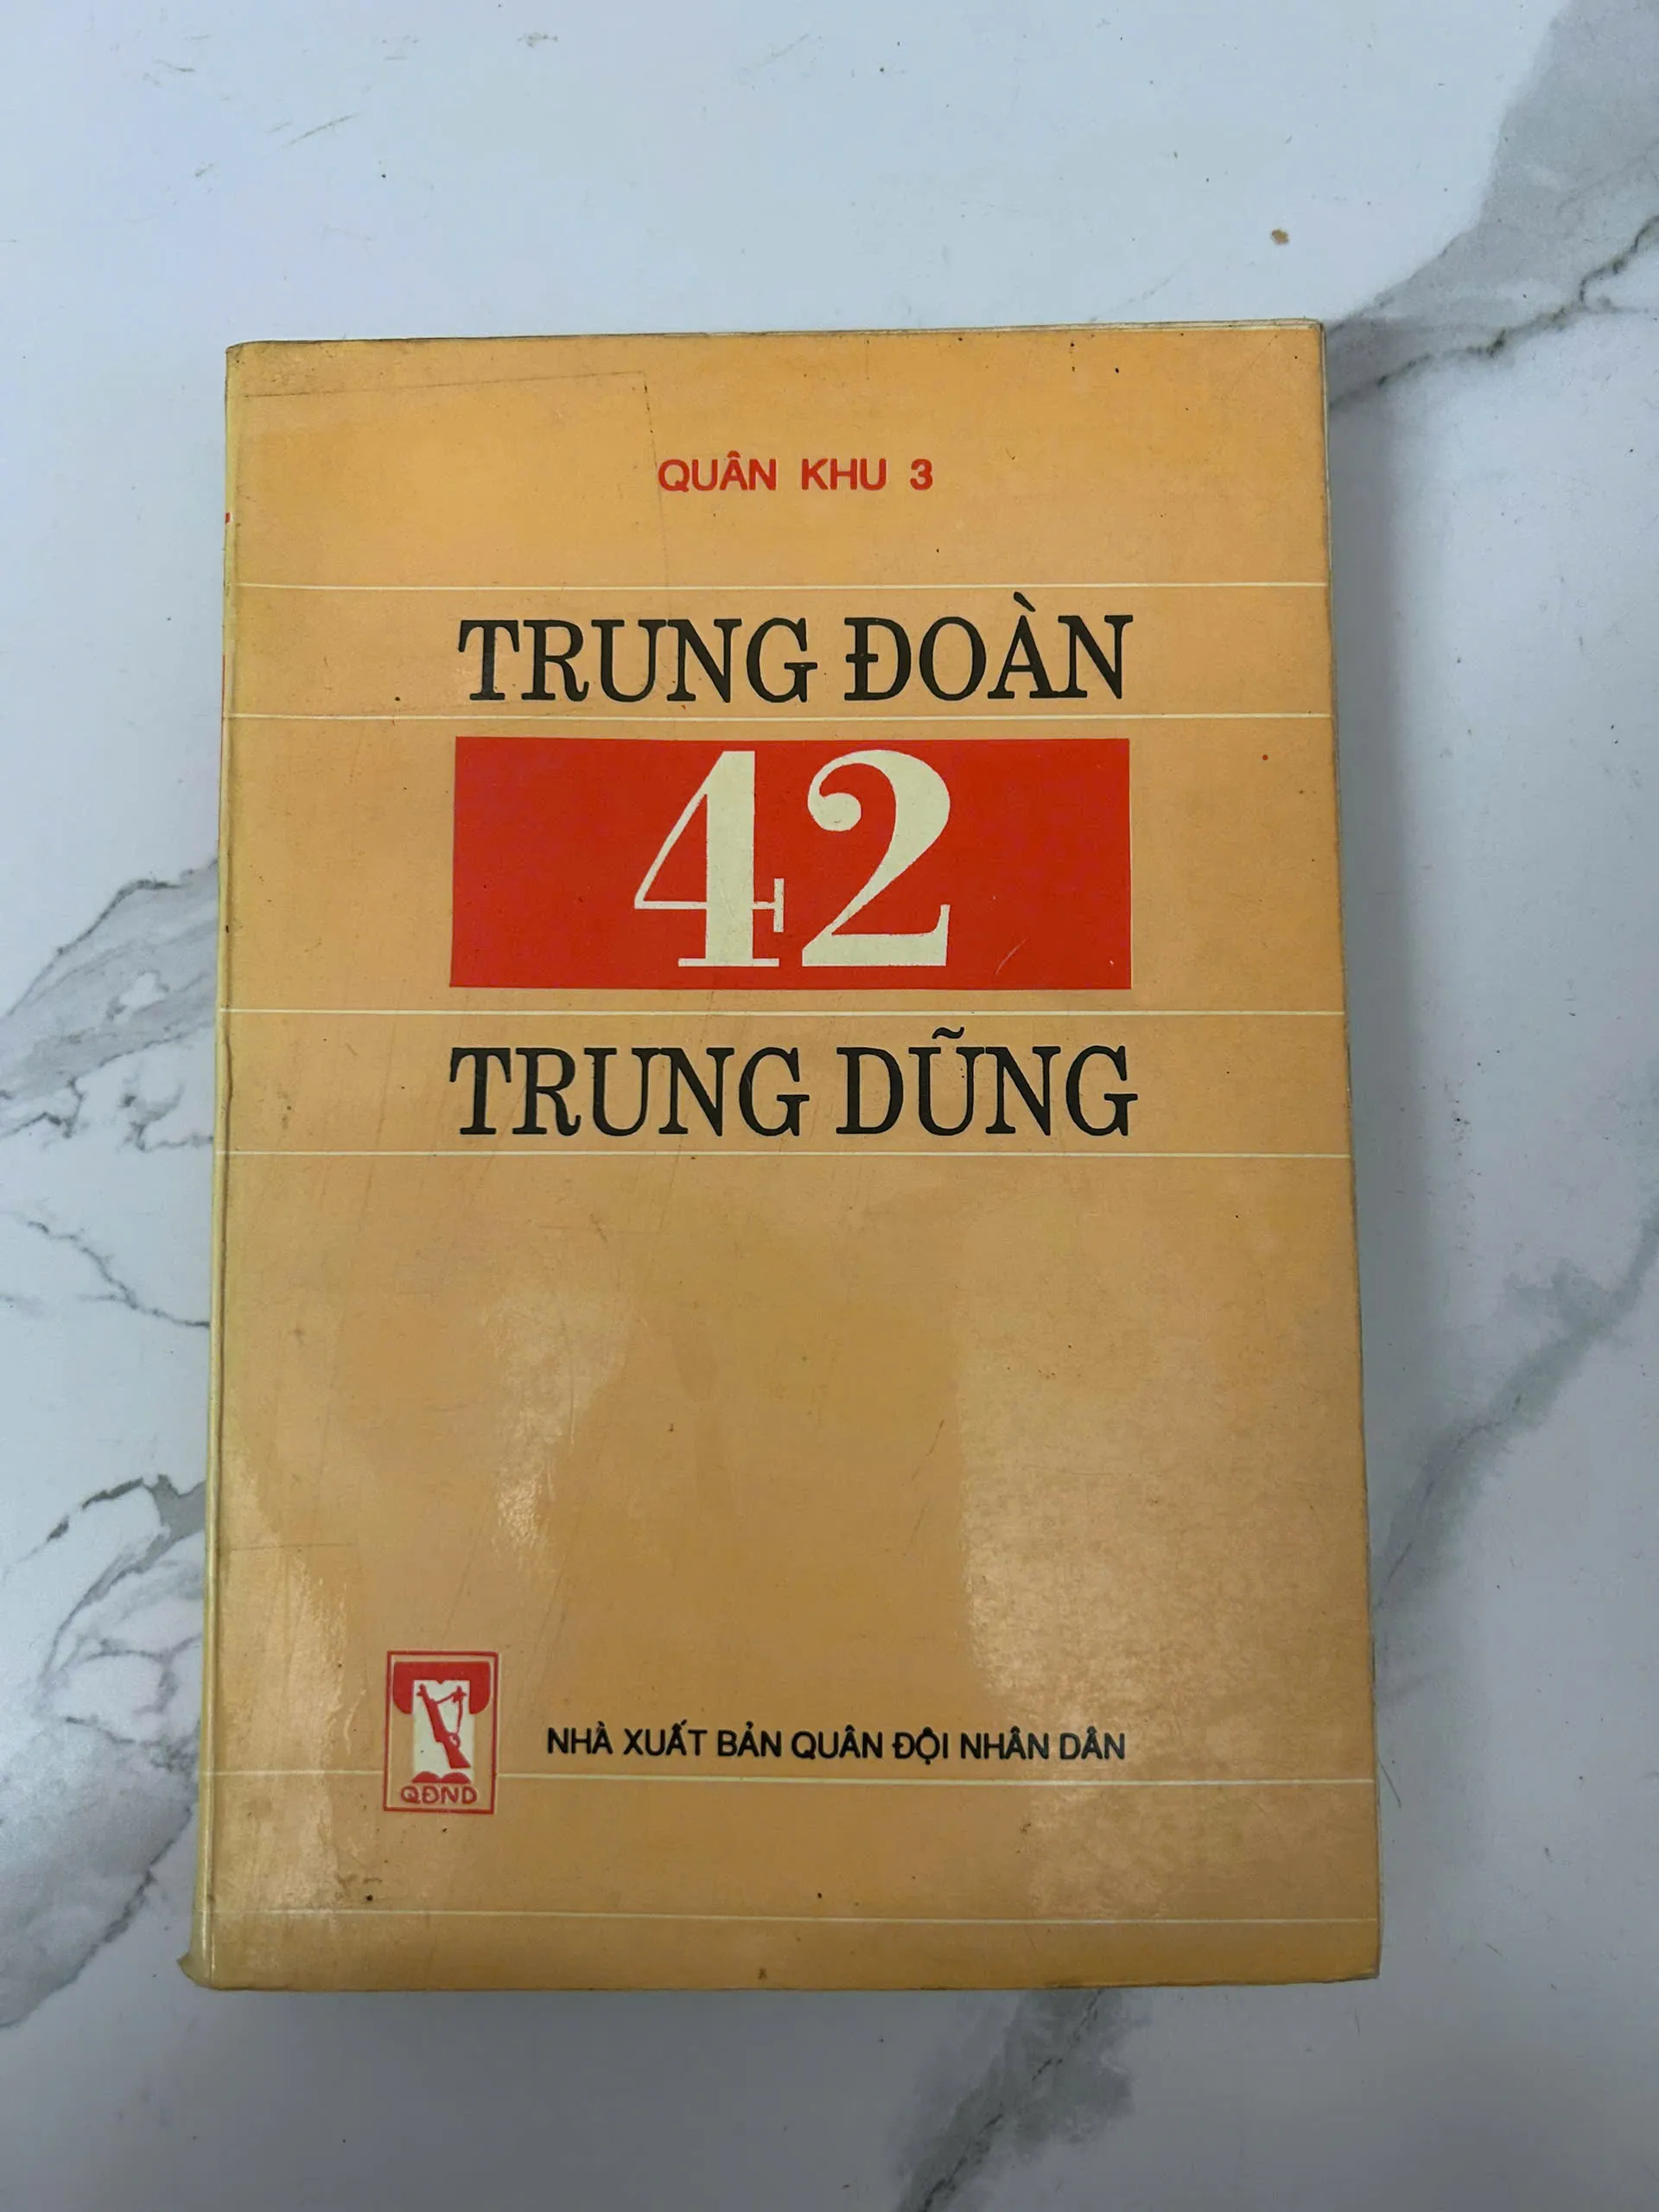 QUÂN KHU 3
TRUNG ĐOÀN
42
TRUNG DŨNG
NHÀ XUẤT BẢN QUÂN ĐỘI NHÂN DÂN
QĐND